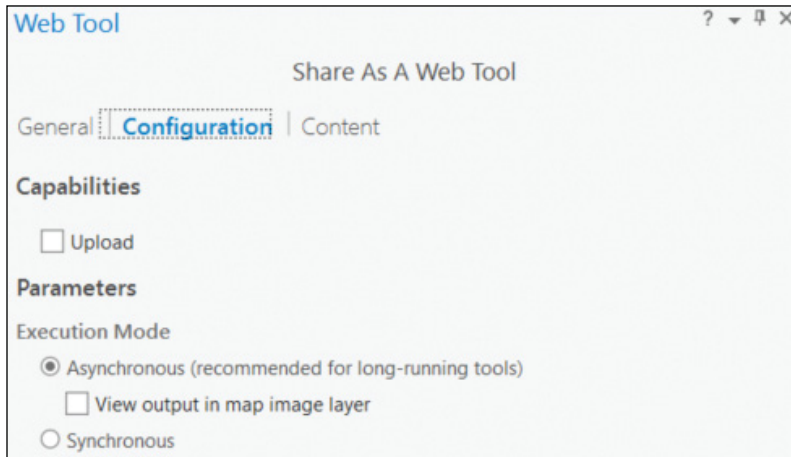 Web Tool ?
Share As A Web Tool
General Configuration Content
Capabilities
Upload
Parameters
Execution Mode
Asynchronous (recommended for long-running tools)
View output in map image layer
Synchronous